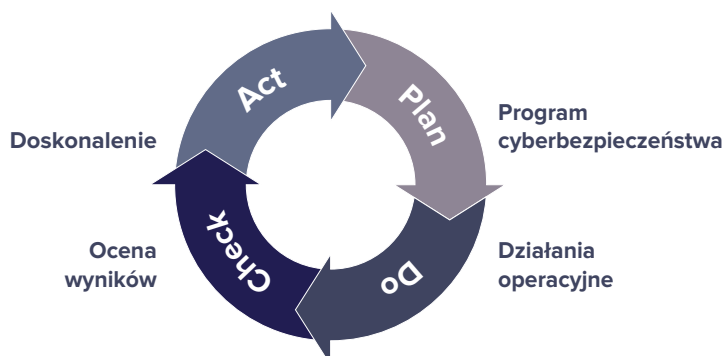 Act
Plan
Program
cyberbezpieczeństwa
Doskonalenie
Ocena
wyników
Check
Do
Działania
operacyjne